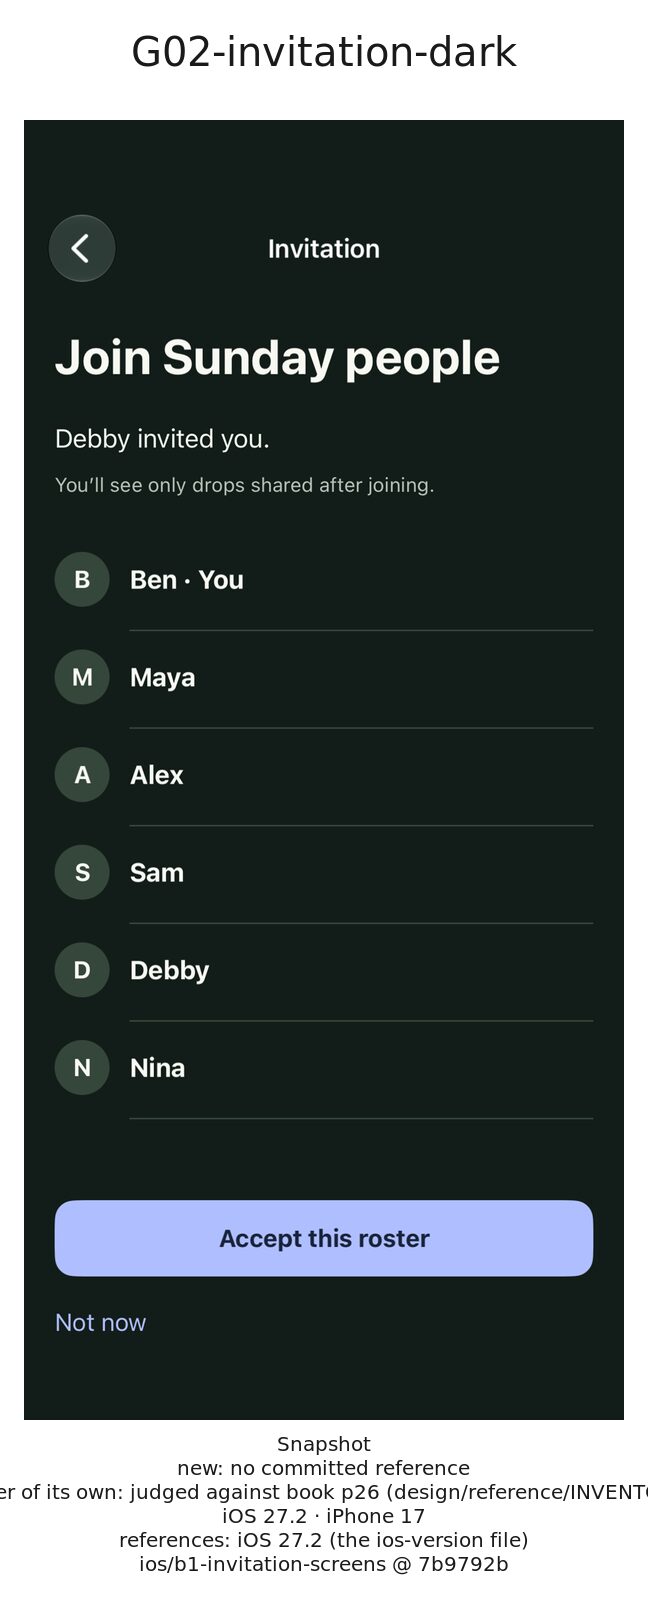 G02-invitation-dark
Invitation
Join Sunday people
Debby invited you.
You’ll see only drops shared after joining.
B
Ben · You
M
Maya
A
Alex
S
Sam
D
Debby
N
Nina
Accept this roster
Not now
Snapshot
new: no committed reference
of its own: judged against book p26 (design/reference/
iOS 27.2 · iPhone 17
references: iOS 27.2 (the ios-version file)
ios/b1-invitation-screens @ 7b9792b